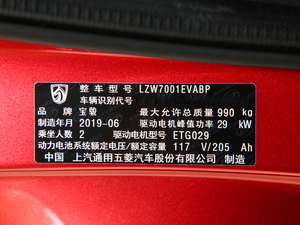 整车型号 LZW7001EVABP
车辆识别代号
品牌 宝骏 最大允许总质量 990 kg
制造年月 2019-06 驱动电机峰值功率 29 kW
乘坐人数 2 驱动电机型号 ETG029
动力电池系统额定电压/额定容量 117 V/205 Ah
中国 上汽通用五菱汽车股份有限公司 制造